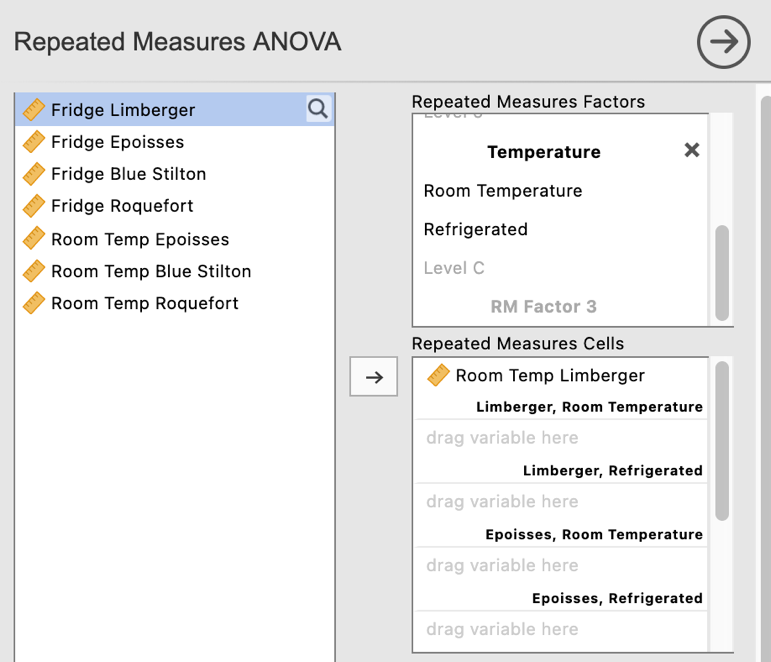 Repeated Measures ANOVA
Fridge Limberger
Fridge Epoisses
Fridge Blue Stilton
Fridge Roquefort
Room Temp Epoisses
Room Temp Blue Stilton
Room Temp Roquefort
Repeated Measures Factors
Temperature
Room Temperature
Refrigerated
Level C
RM Factor 3
Repeated Measures Cells
Room Temp Limberger
Limberger, Room Temperature
drag variable here
Limberger, Refrigerated
drag variable here
Epoisses, Room Temperature
drag variable here
Epoisses, Refrigerated
drag variable here